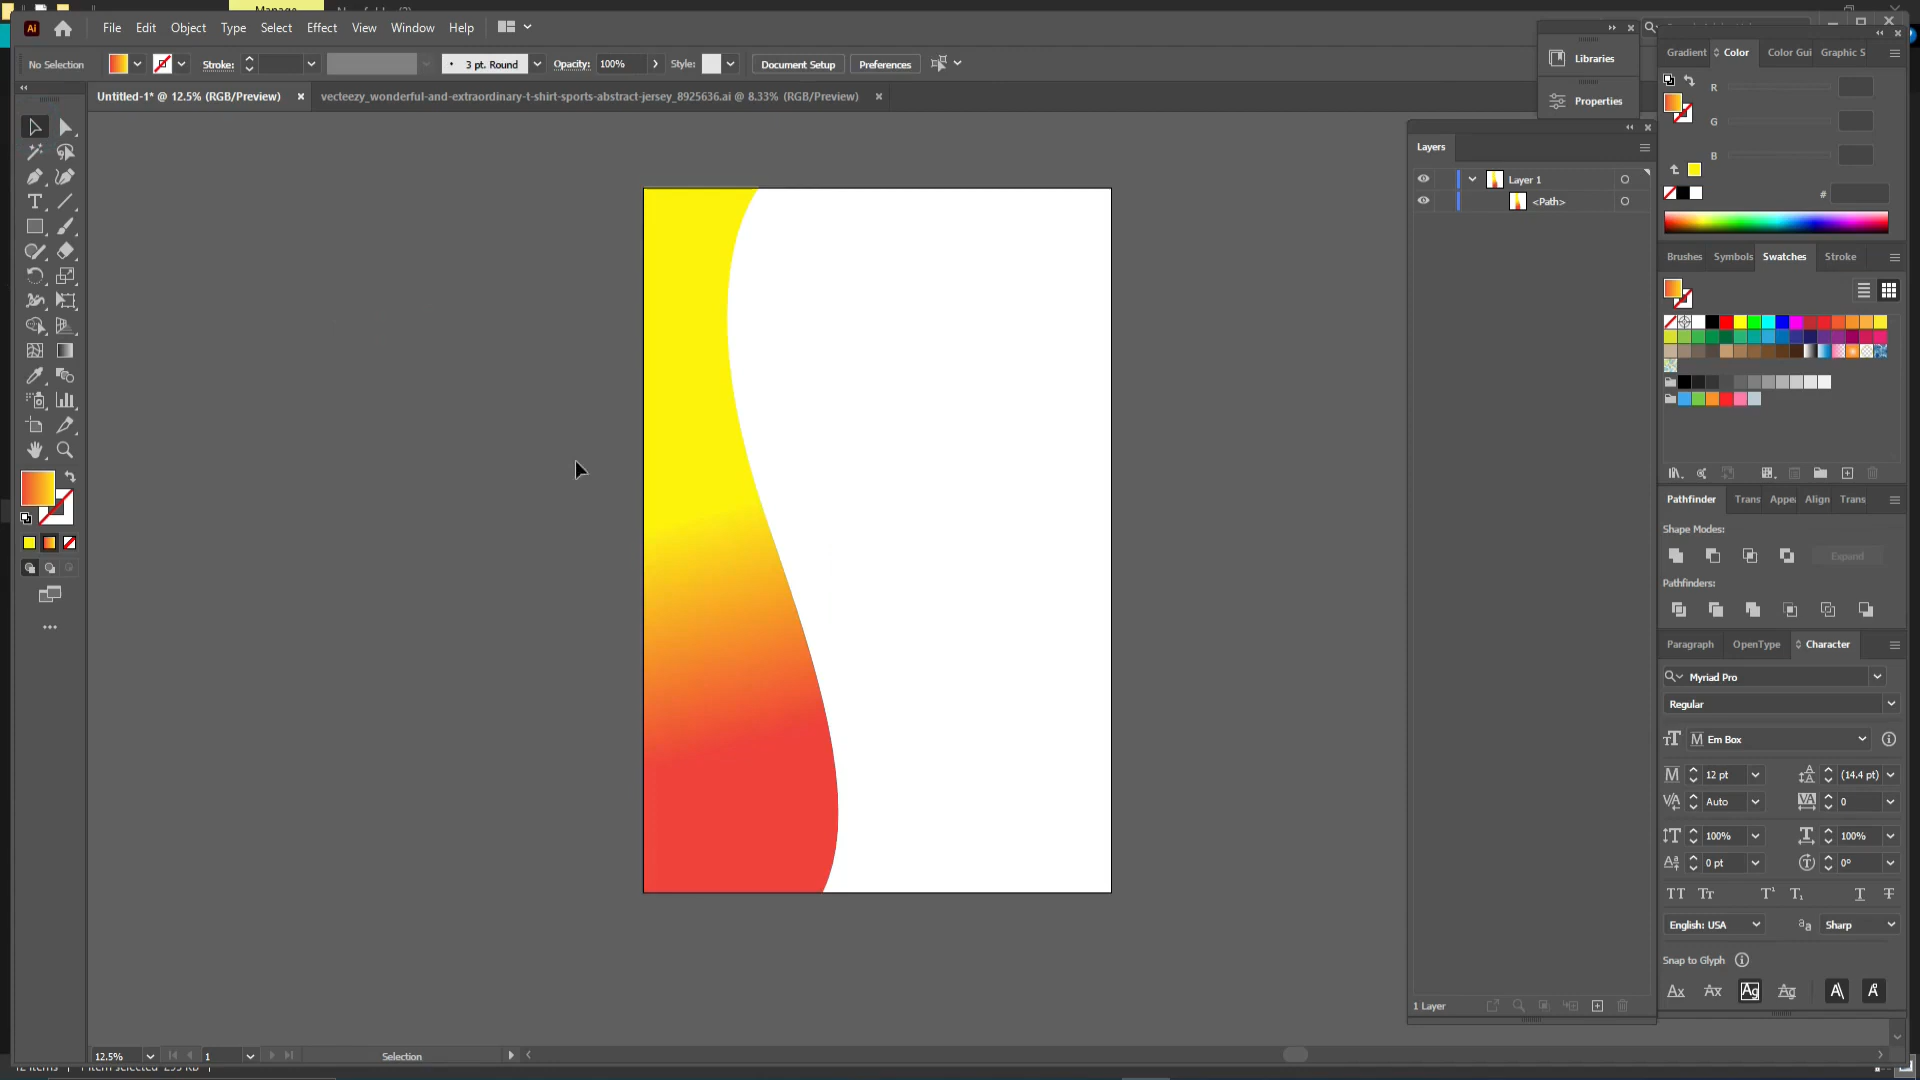 Manage
Ai
File Edit Select Object Type Select Effect View Window Help
No Selection
Stroke:
3 pt. Round
Opacity:
100%
Style:
Document Setup
Preferences
Untitled-1* @ 12.5% (RGB/Preview)
vecteezy_wonderful-and-extraordinary-t-shirt-sports-abstract-jersey_8925636.ai @ 8.33% (RGB/Preview)
Libraries
Properties
Layers
Layer 1
<Path>
1 Layer
Gradient
Color
Color Gui
Graphic S
R
G
B
#
Brushes
Symbols
Swatches
Stroke
Pathfinder
Trans
Appe
Align
Trans
Shape Modes:
Expand
Pathfinders:
Paragraph
OpenType
Character
Myriad Pro
Regular
Em Box
12 pt
(14.4 pt)
Auto
0
100%
100%
0 pt
0°
English: USA
Sharp
Snap to Glyph
12.5%
1
Selection